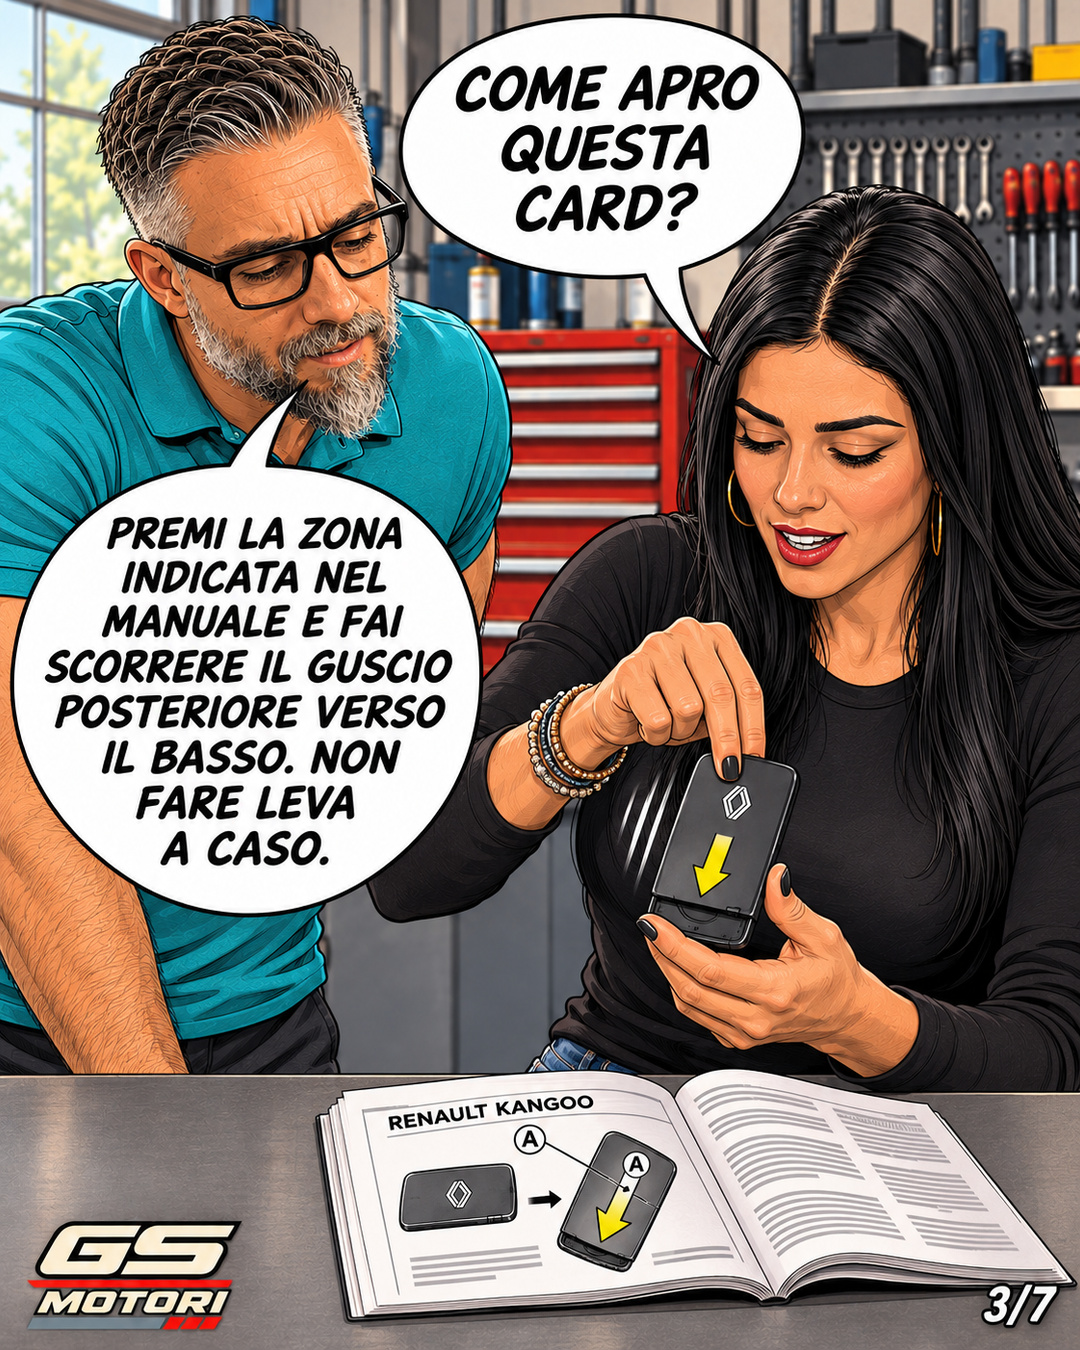 COME APRO
QUESTA
CARD?
PREMI LA ZONA
INDICATA NEL
MANUALE E FAI
SCORRERE IL GUSCIO
POSTERIORE VERSO
IL BASSO. NON
FARE LEVA
A CASO.
RENAULT KANGOO
A
A
GS
MOTORI
3/7